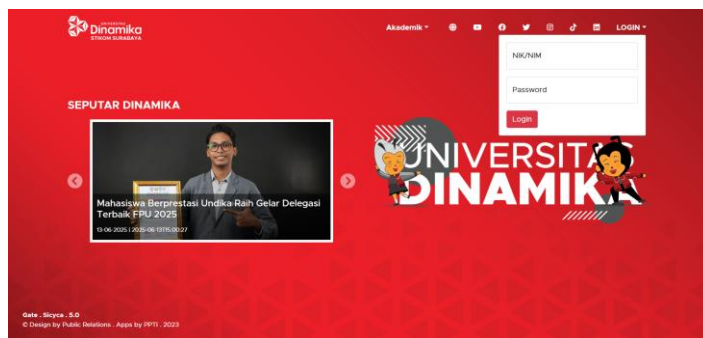 UNIVERSITAS
Dinamika
STIKOM SURABAYA
Akademik
LOGIN
NIK/NIM
Password
Login
SEPUTAR DINAMIKA
Mahasiswa Berprestasi Undika Raih Gelar Delegasi
Terbaik FPU 2025
13-06-2025 | 2025-06-13T15:00:27
UNIVERSITAS
DINAMIKA
Gate . Sicyca . 5.0
© Design by Public Relations . Apps by PPTI . 2023